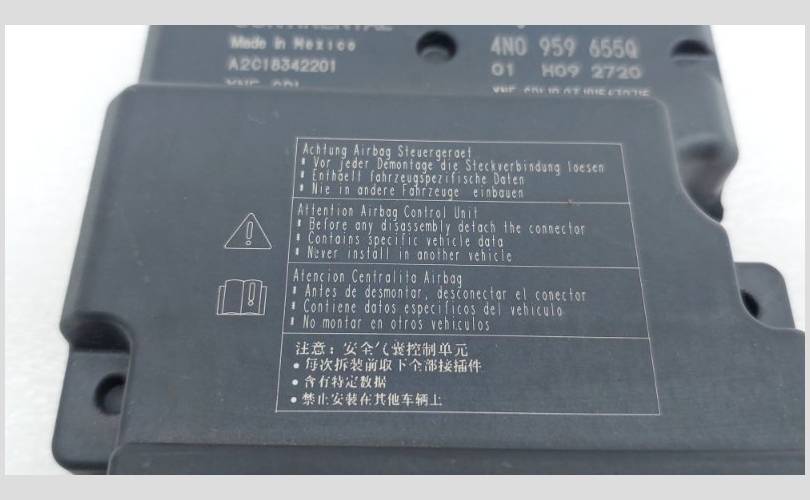 CONTINENTAL
Made in Mexico
A2C18342201
4N0 959 655Q
01 H09 2720
Achtung Airbag Steuergeraet
▪ Vor jeder Demontage die Steckverbindung loesen
▪ Enthaelt fahrzeugspezifische Daten
▪ Nie in andere Fahrzeuge einbauen
Attention Airbag Control Unit
▪ Before any disassembly detach the connector
▪ Contains specific vehicle data
▪ Never install in another vehicle
Atencion Centralita Airbag
▪ Antes de desmontar, desconectar el conector
▪ Contiene datos especificos del vehiculo
▪ No montar en otros vehiculos
注意：安全气囊控制单元
• 每次拆装前取下全部接插件
• 含有特定数据
• 禁止安装在其他车辆上